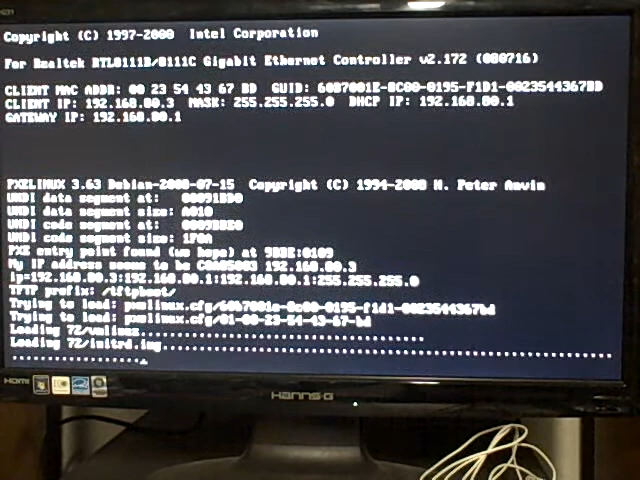 Copyright (C) 1997-2000 Intel Corporation
For Realtek RTL8111B/8111C Gigabit Ethernet Controller v2.172 (080716)
CLIENT MAC ADDR: 00 23 54 43 67 BD GUID: 60B7001E-8C00-0195-F1D1-0023544367BD
CLIENT IP: 192.168.80.3 MASK: 255.255.255.0 DHCP IP: 192.168.80.1
GATEWAY IP: 192.168.80.1
PXELINUX 3.63 Debian-2008-07-15 Copyright (C) 1994-2008 H. Peter Anvin
UNDI data segment at:
UNDI data segment size: A010
UNDI code segment at:
UNDI code segment size:
PXE entry point found (we hope) at 9BBE:0109
My IP address seems to be C0A85003 192.168.80.3
ip=192.168.80.3:192.168.80.1:192.168.80.1:255.255.255.0
TFTP prefix: /tftpboot/
Trying to load: pxelinux.cfg/60b7001e-8c00-0195-f1d1-0023544367bd
Trying to load: pxelinux.cfg/01-00-23-54-43-67-bd
Loading 72/vmlinuz.............................................
Loading 72/initrd.img......................................................................
....................
HDMI
HANNS-G